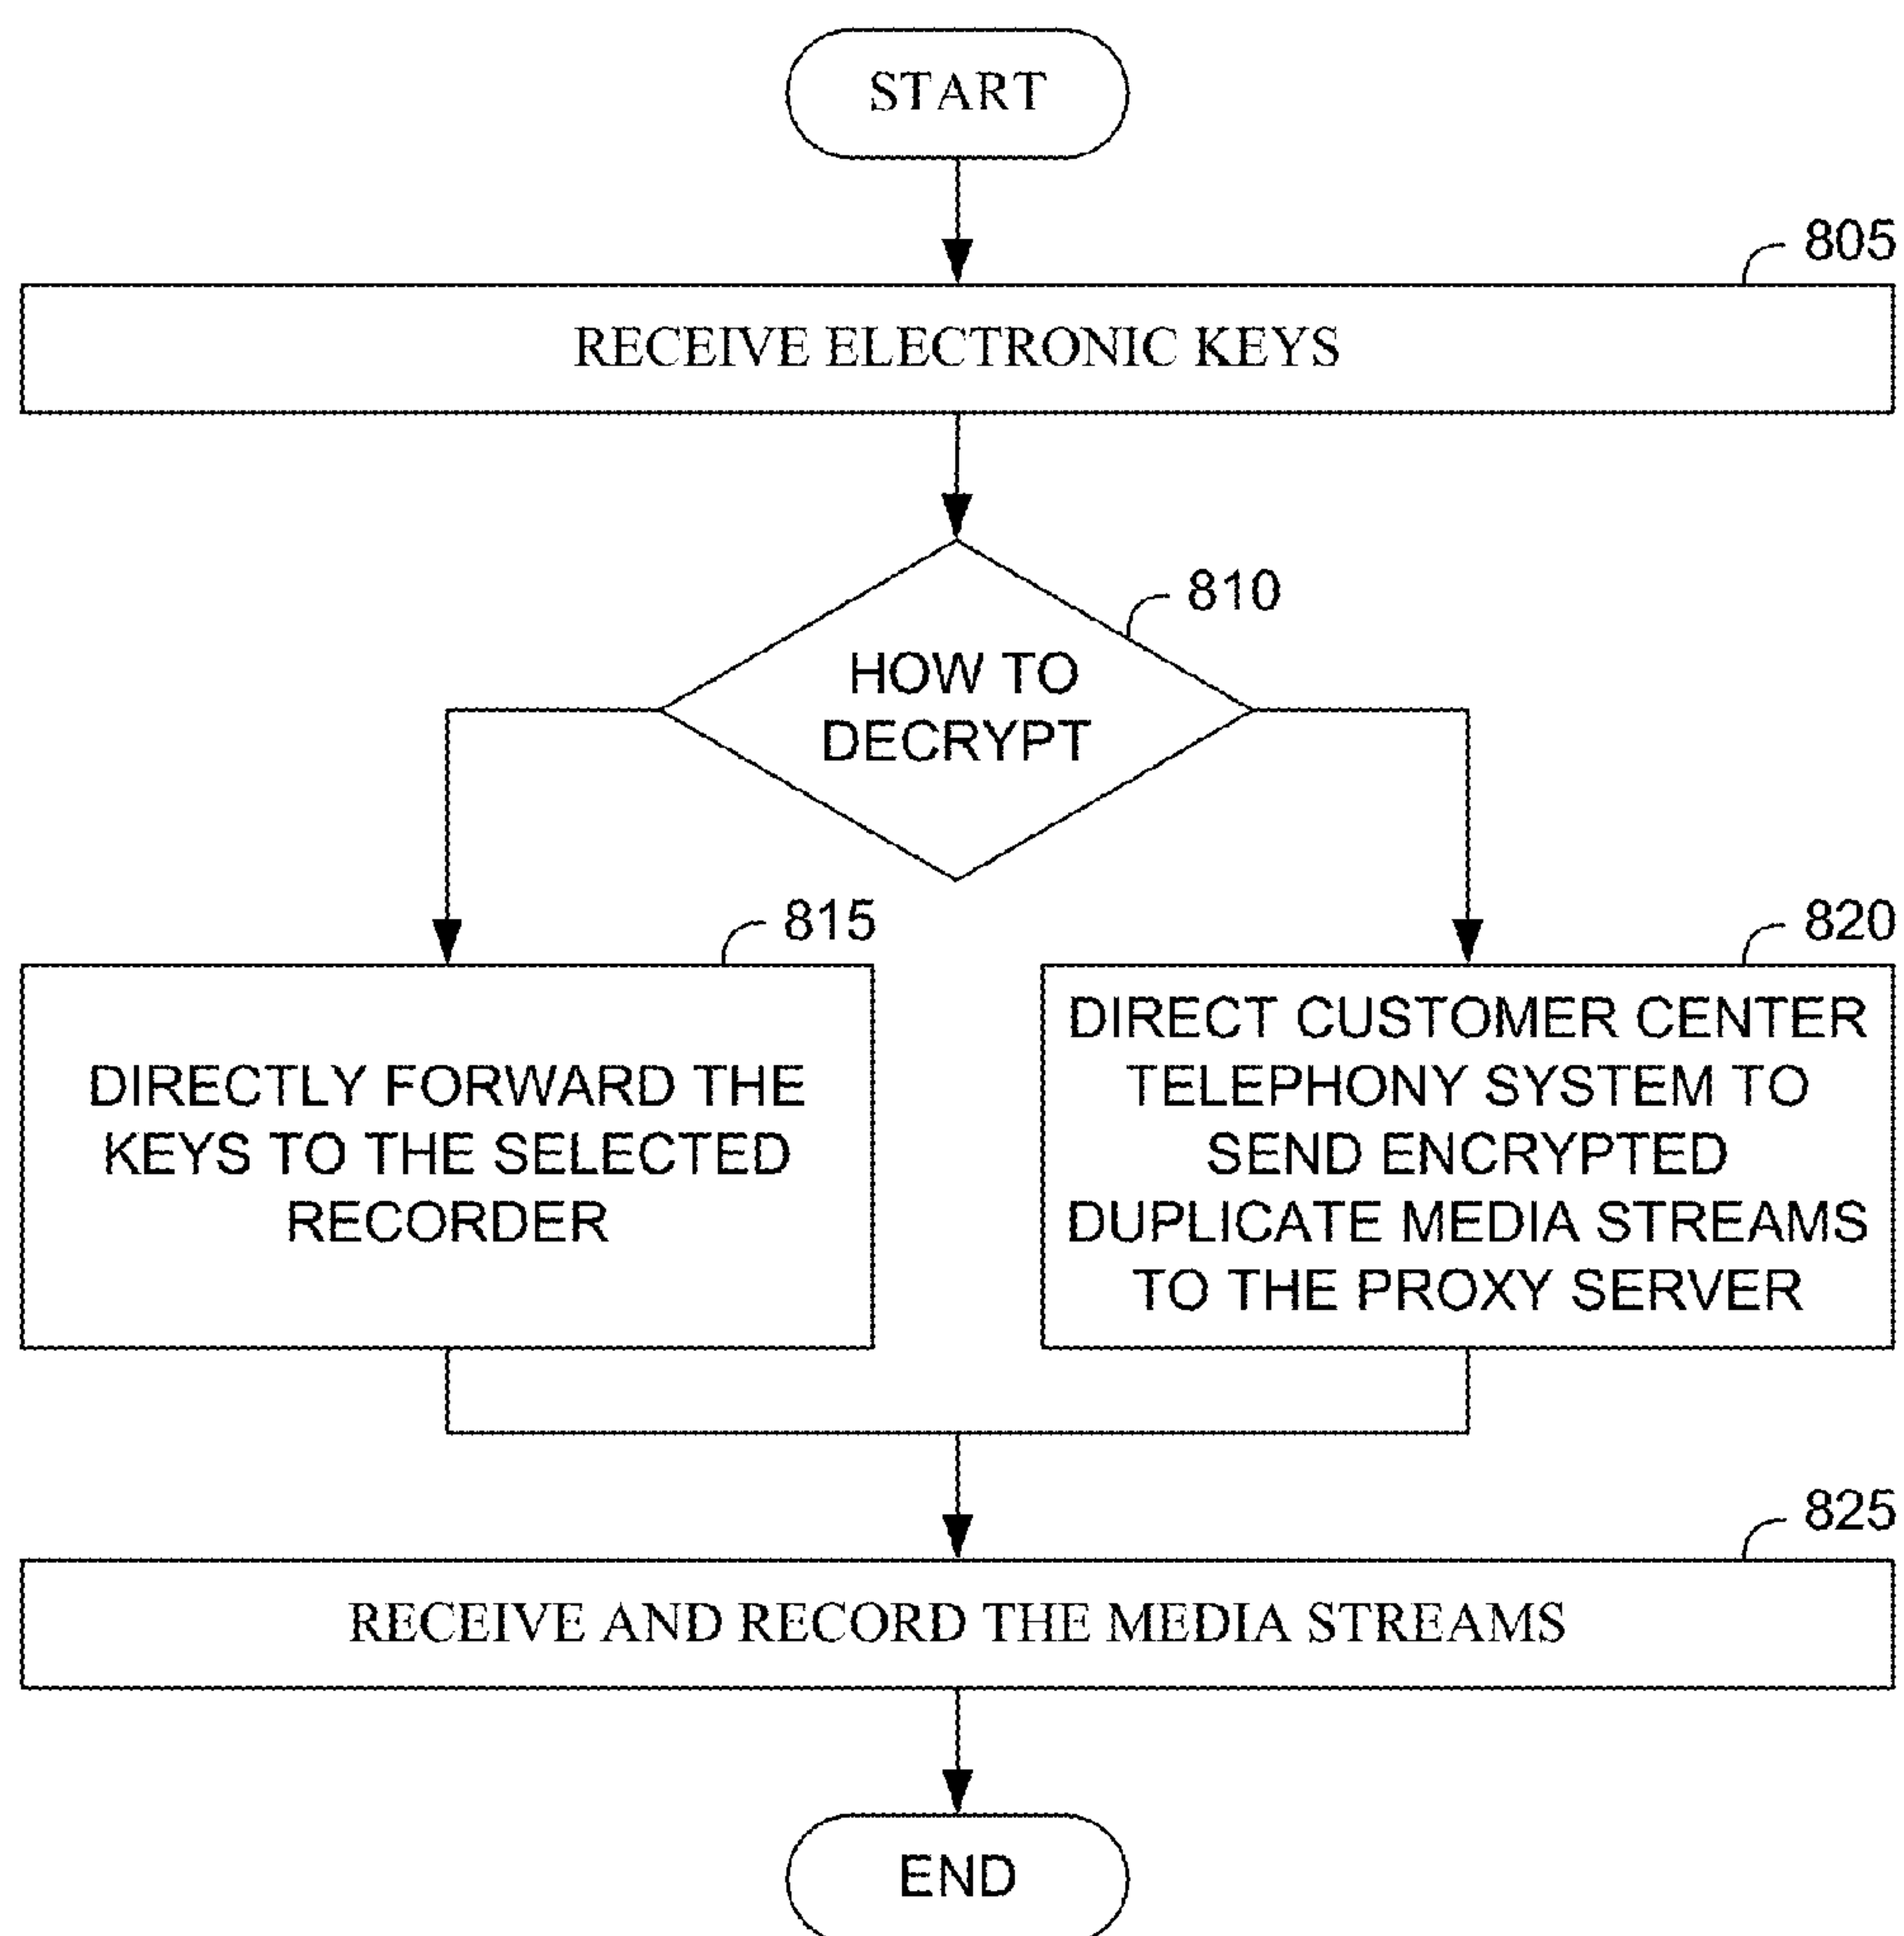 START
805
RECEIVE ELECTRONIC KEYS
810
HOW TO
DECRYPT
815
DIRECTLY FORWARD THE
KEYS TO THE SELECTED
RECORDER
820
DIRECT CUSTOMER CENTER
TELEPHONY SYSTEM TO
SEND ENCRYPTED
DUPLICATE MEDIA STREAMS
TO THE PROXY SERVER
825
RECEIVE AND RECORD THE MEDIA STREAMS
END